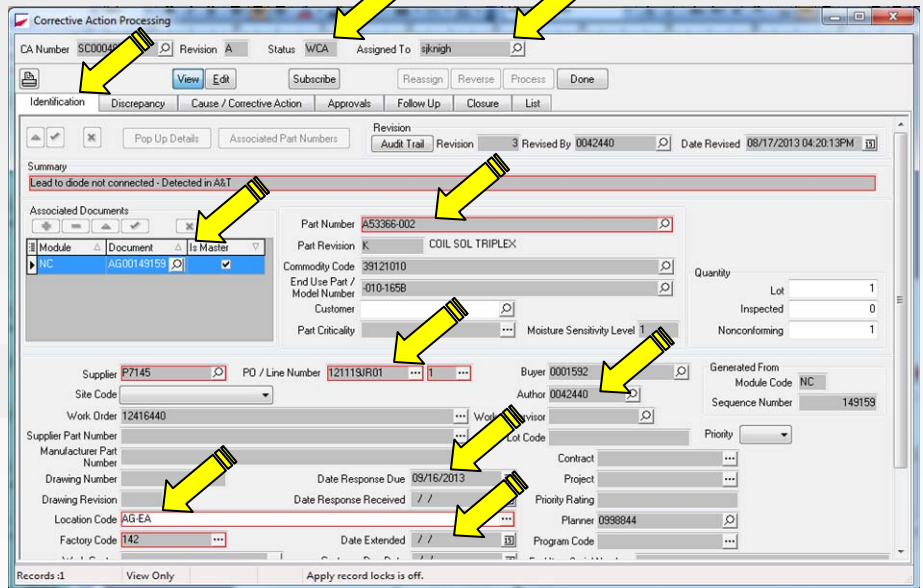 Corrective Action Processing
CA Number SC0004 Revision A Status WCA Assigned To sjknigh
View Edit Subscribe Reassign Reverse Process Done
Identification Discrepancy Cause / Corrective Action Approvals Follow Up Closure List
Pop Up Details Associated Part Numbers
Revision
Audit Trail Revision 3 Revised By 0042440 Date Revised 08/17/2013 04:20:13PM
Summary
Lead to diode not connected - Detected in A&T
Associated Documents
Module Document Is Master
NC AG00149159
Part Number A53366-002
Part Revision K COIL SOL TRIPLEX
Commodity Code 39121010
End Use Part / Model Number -010-165B
Customer
Part Criticality Moisture Sensitivity Level 1
Quantity
Lot 1
Inspected 0
Nonconforming 1
Supplier P7145 PO / Line Number 121119JR01 1 Buyer 0001592
Generated From
Module Code NC
Site Code Author 0042440
Sequence Number 149159
Work Order 12416440
Supplier Part Number Lot Code Priority
Manufacturer Part Number Contract
Drawing Number Date Response Due 09/16/2013 Project
Drawing Revision Date Response Received / / Priority Rating
Location Code AG-EA Planner 0998844
Factory Code 142 Date Extended / / Program Code
Records :1 View Only Apply record locks is off.